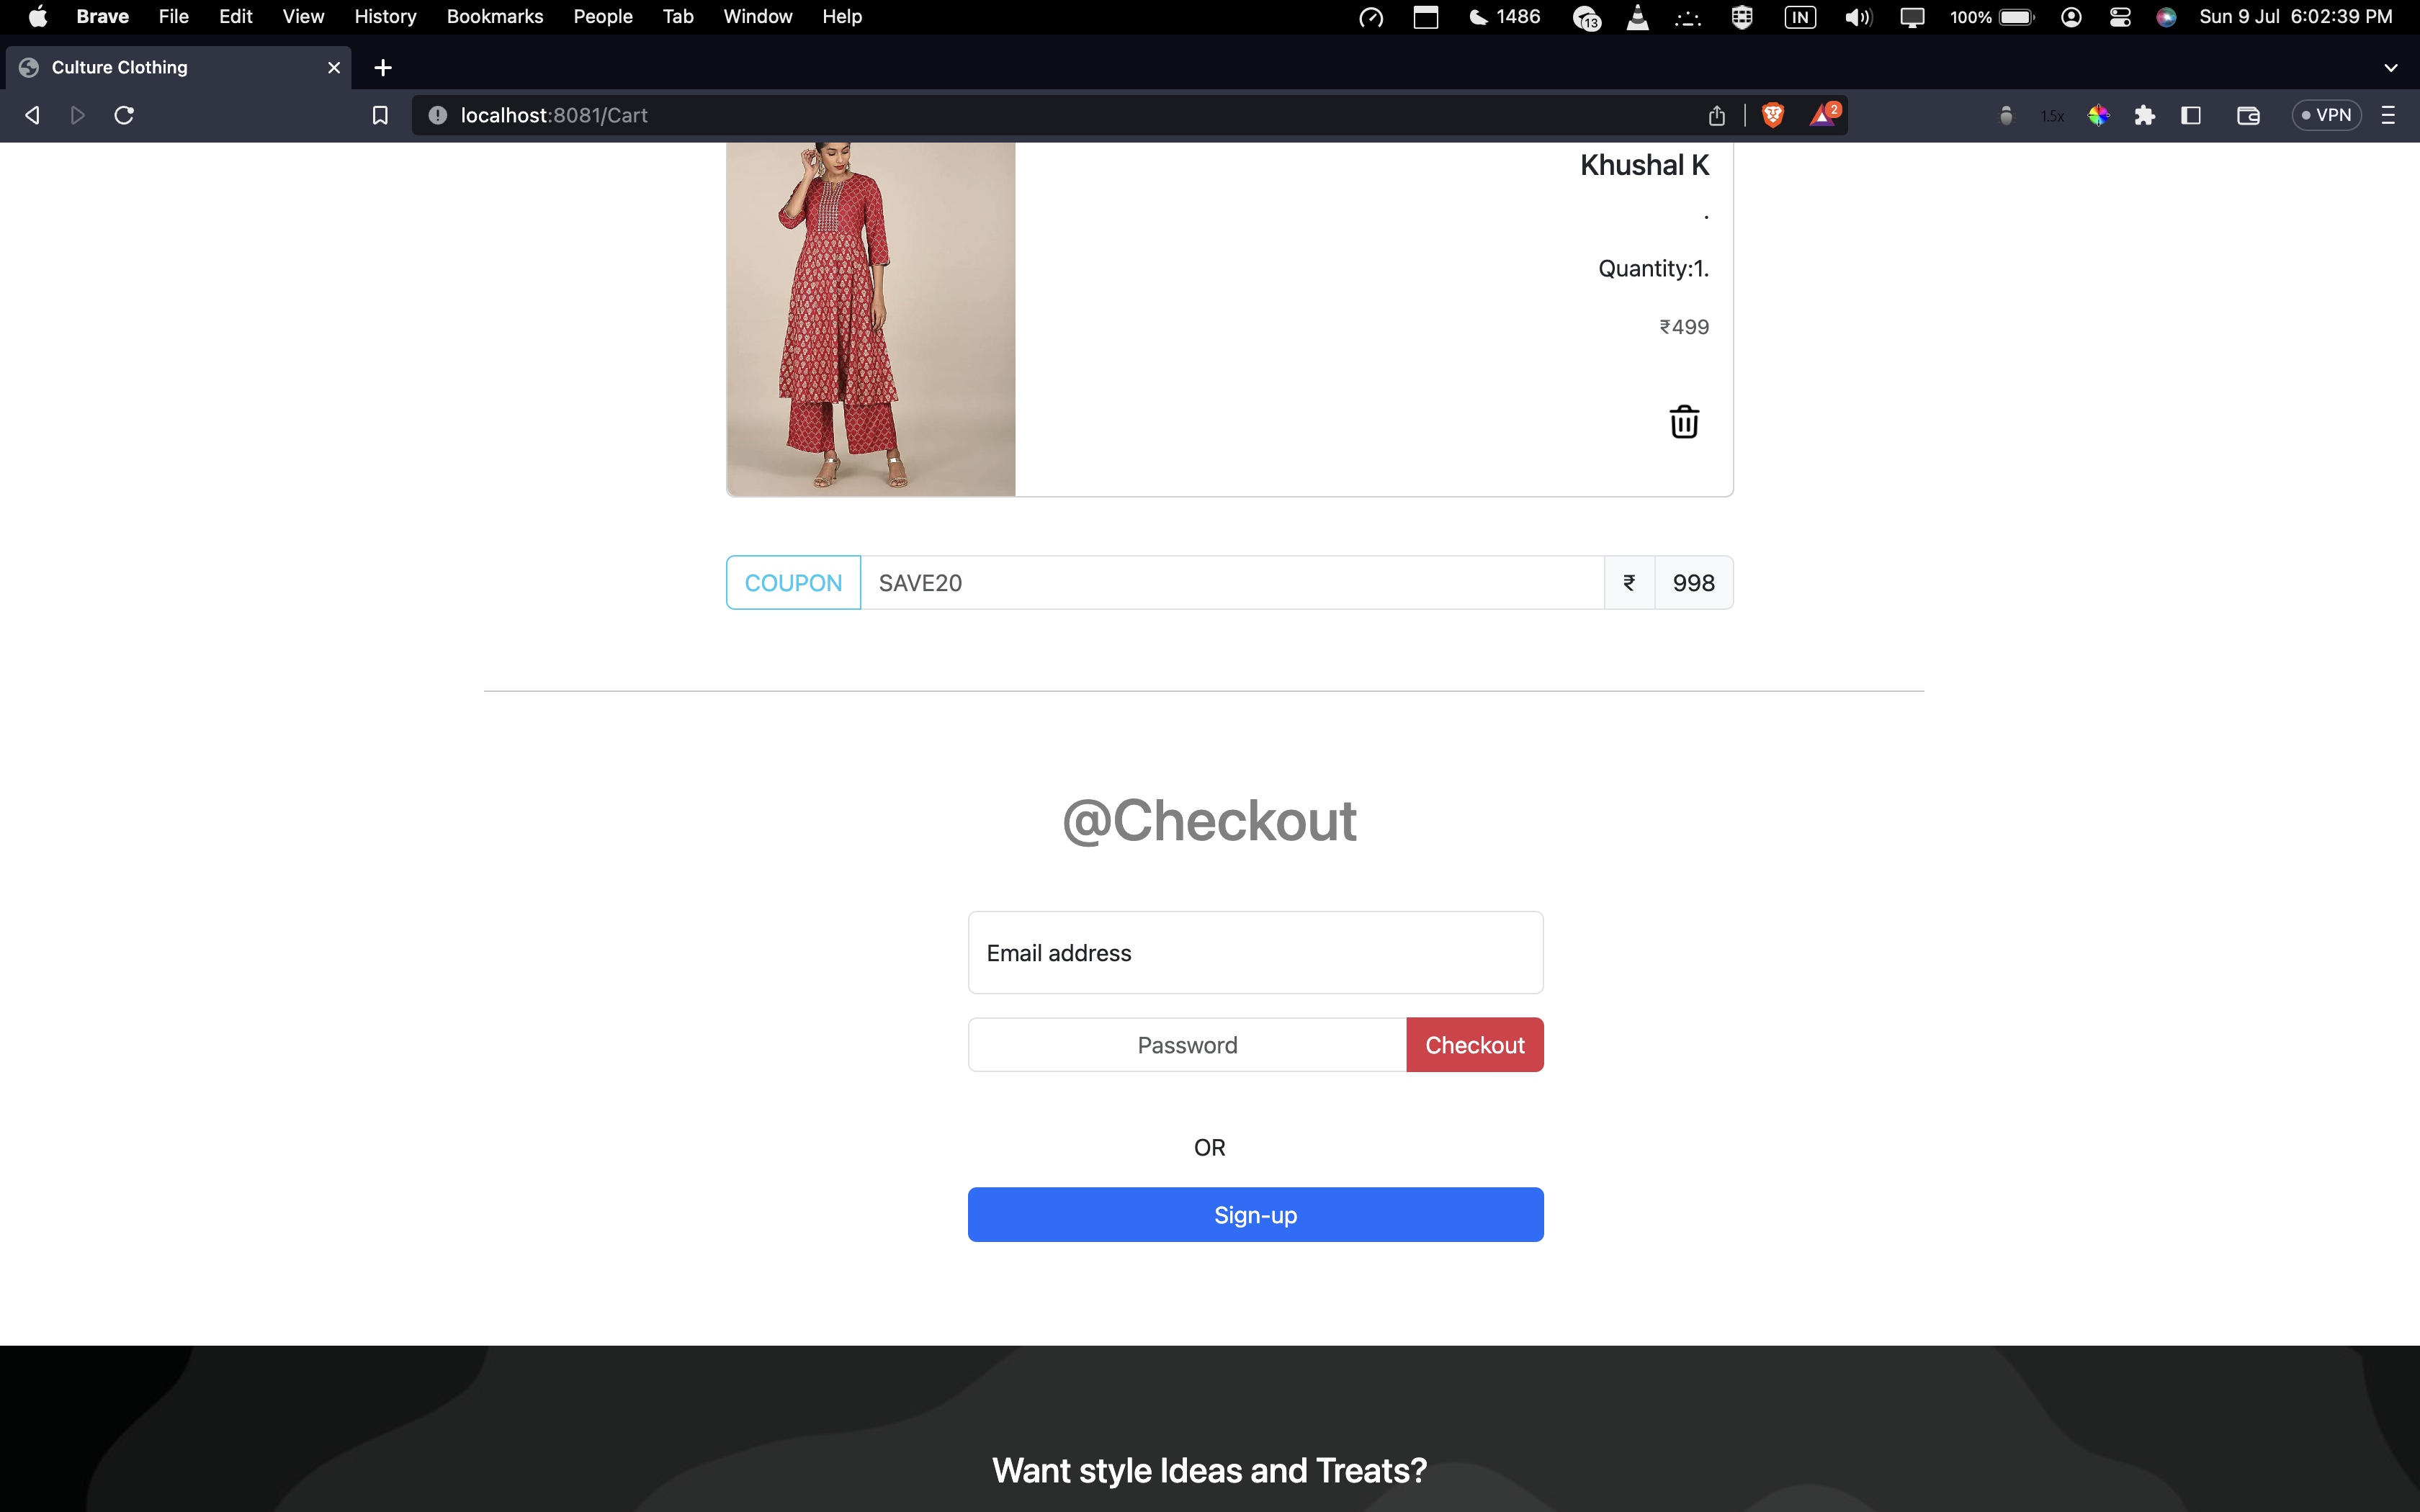 Brave File Edit View History Bookmarks People Tab Window Help 1486 13 IN 100% Sun 9 Jul 6:02:39 PM
Culture Clothing
localhost:8081/Cart 2 1.5x VPN
Khushal K
.
Quantity:1.
₹499
COUPON SAVE20 ₹ 998
@Checkout
Email address
Password Checkout
OR
Sign-up
Want style Ideas and Treats?